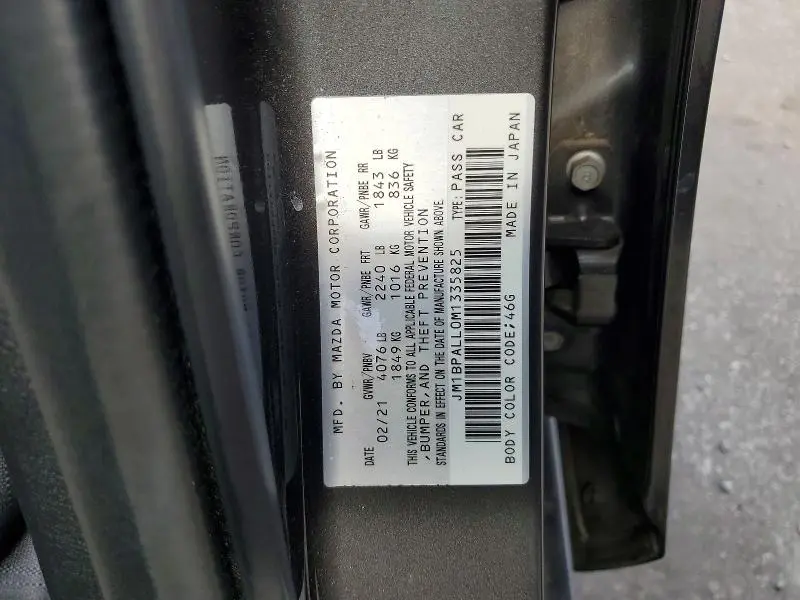 MFD. BY MAZDA MOTOR CORPORATION
DATE GVWR/PNBV GAWR/PNBE FRT GAWR/PNBE RR
02/21 4076 LB 2240 LB 1843 LB
1849 KG 1016 KG 836 KG
THIS VEHICLE CONFORMS TO ALL APPLICABLE FEDERAL MOTOR VEHICLE SAFETY
,BUMPER,AND THEFT PREVENTION
STANDARDS IN EFFECT ON THE DATE OF MANUFACTURE SHOWN ABOVE.
JM1BPALL0M1335825 TYPE: PASS CAR
BODY COLOR CODE;46G MADE IN JAPAN